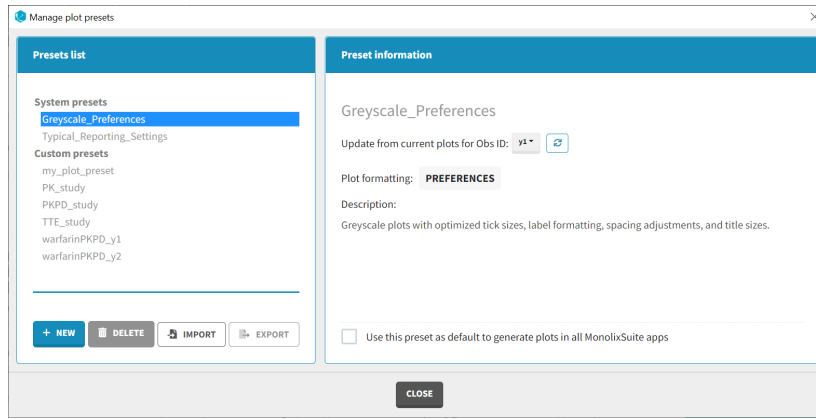 Manage plot presets
Presets list
System presets
Greyscale_Preferences
Typical_Reporting_Settings
Custom presets
my_plot_preset
PK_study
PKPD_study
TTE_study
warfarinPKPD_y1
warfarinPKPD_y2
+ NEW DELETE IMPORT EXPORT
Preset information
Greyscale_Preferences
Update from current plots for Obs ID: y1
Plot formatting: PREFERENCES
Description:
Greyscale plots with optimized tick sizes, label formatting, spacing adjustments, and title sizes.
Use this preset as default to generate plots in all MonolixSuite apps
CLOSE